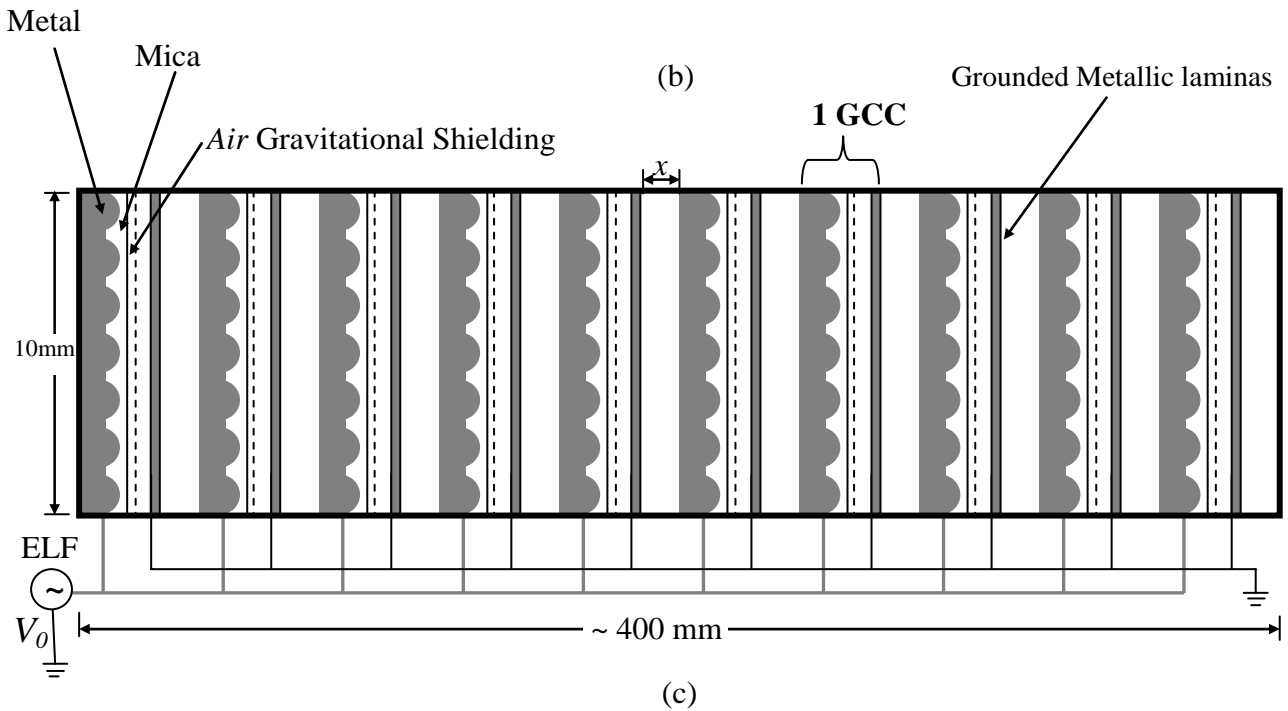 Metal
Mica
(b)
Grounded Metallic laminas
1 GCC
Air Gravitational Shielding
x
10mm
ELF
~
V0
~ 400 mm
(c)